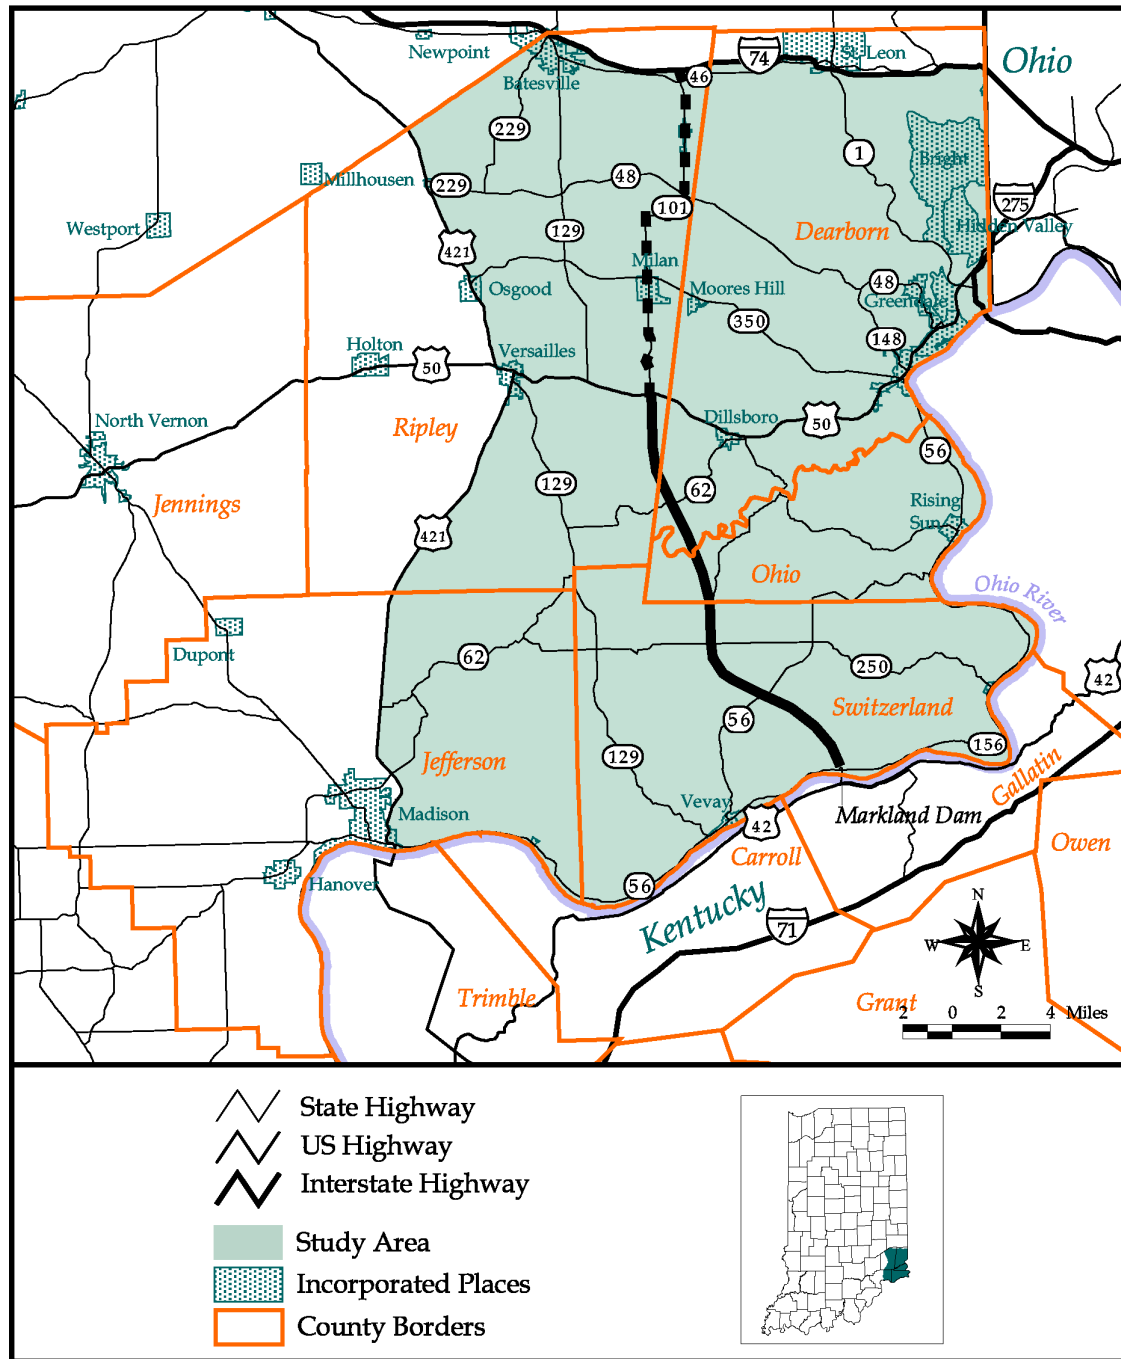 Newpoint
Batesville
74
St. Leon
Ohio
46
229
1
Bright
Millhousen
229
48
101
275
Westport
129
Dearborn
Hidden Valley
421
Milan
Osgood
Moores Hill
48
Greendale
350
148
Holton
Versailles
50
North Vernon
Ripley
Dillsboro
50
56
129
62
Jennings
Rising
Sun
421
Ohio
Ohio River
Dupont
62
250
42
Switzerland
56
156
Jefferson
129
Gallatin
Madison
Vevay
Markland Dam
42
Owen
Carroll
Hanover
56
Kentucky
71
N
W
E
S
Trimble
Grant
2 0 2 4 Miles
State Highway
US Highway
Interstate Highway
Study Area
Incorporated Places
County Borders